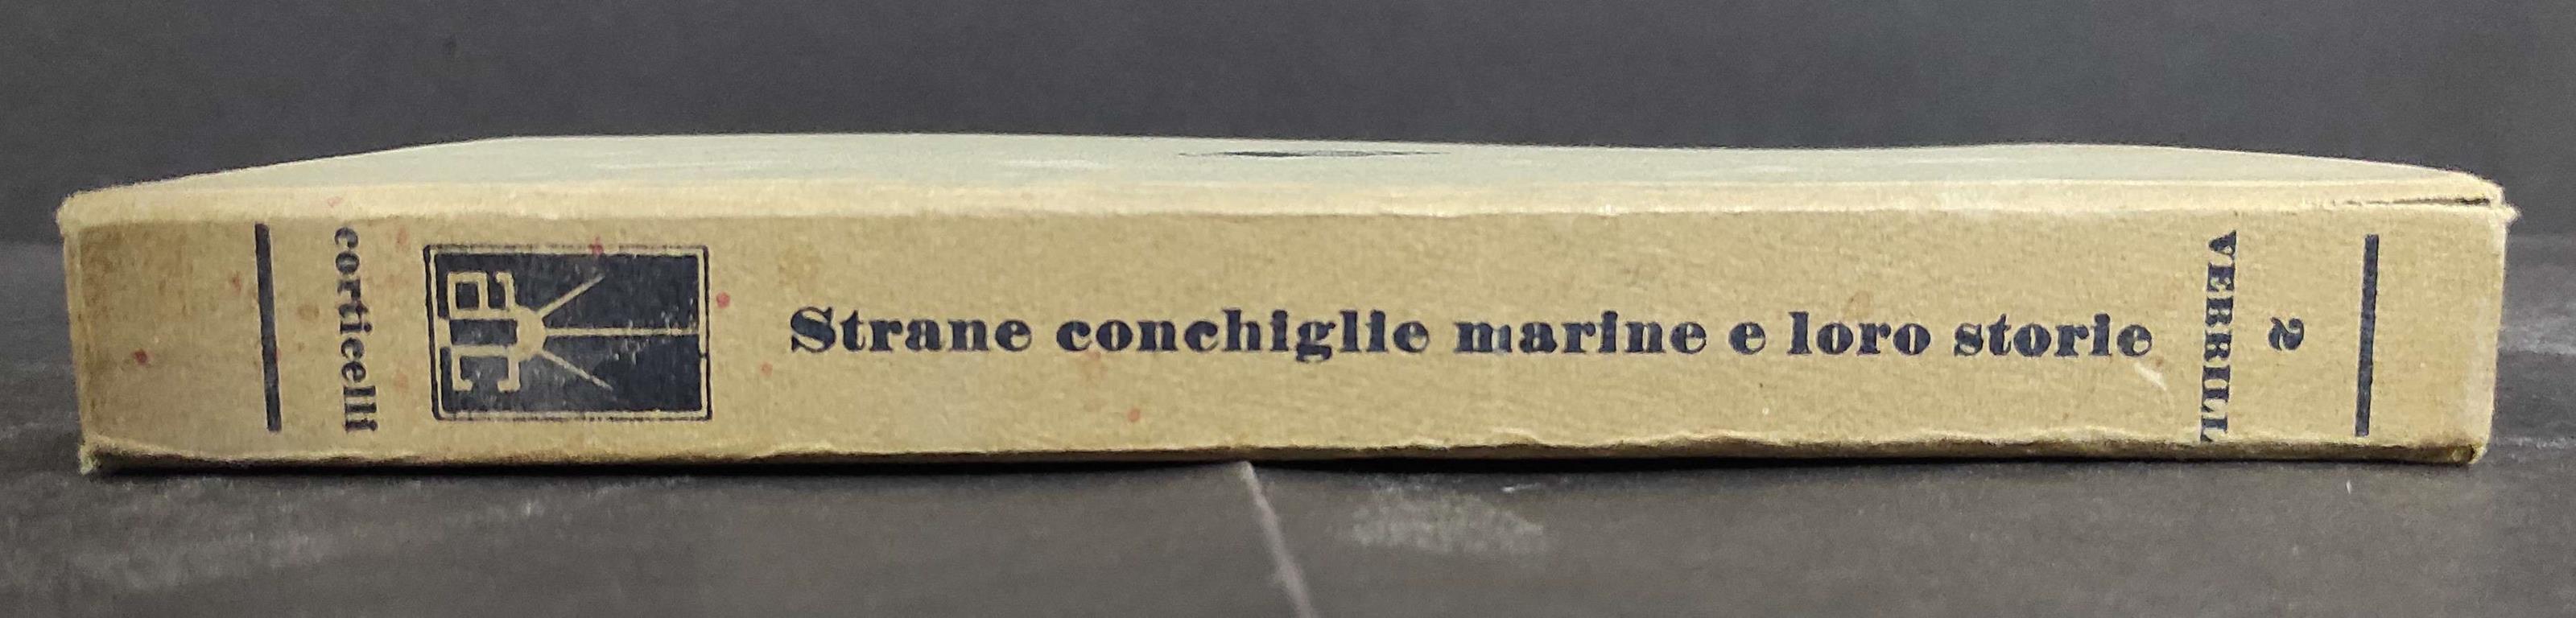 2
VERRILL
Strane conchiglie marine e loro storie
corticelli